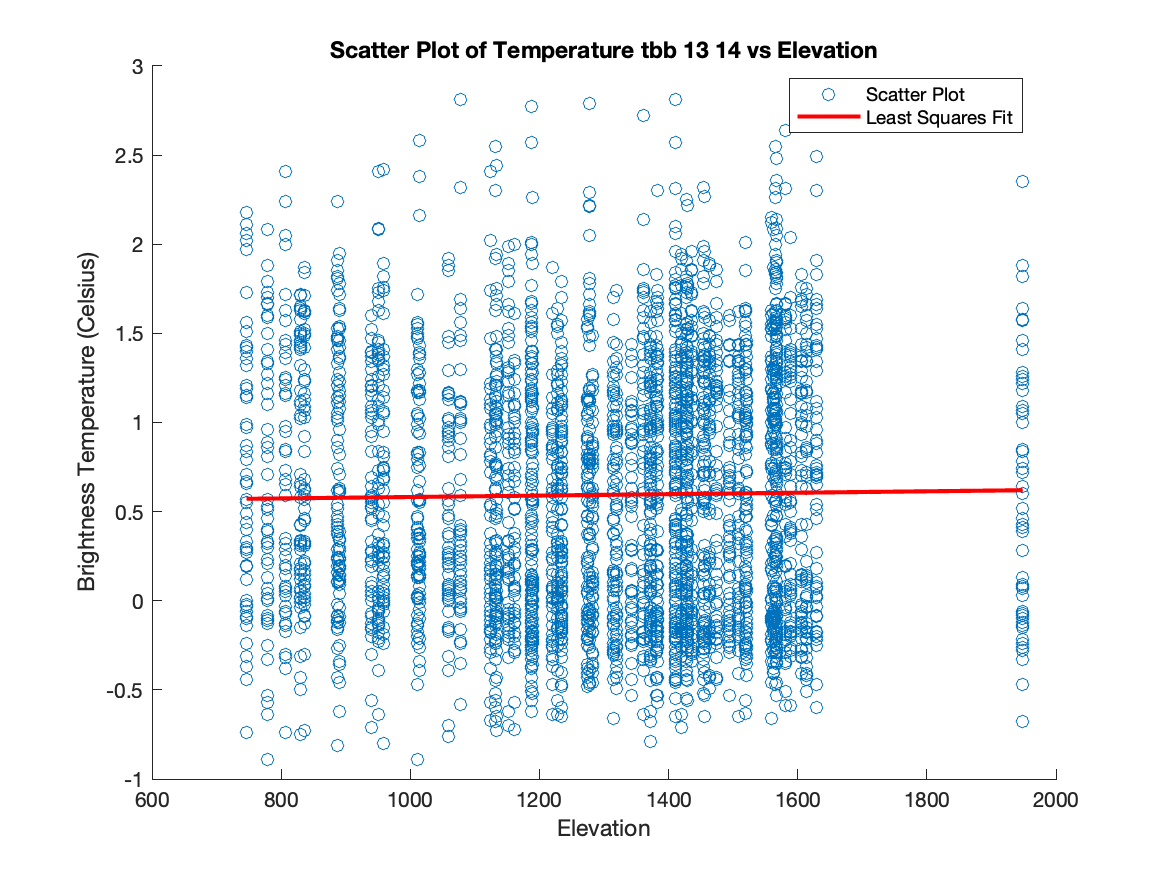 Scatter Plot of Temperature tbb 13 14 vs Elevation
Scatter Plot
Least Squares Fit
3
2.5
2
1.5
1
0.5
0
-0.5
-1
Brightness Temperature (Celsius)
600 800 1000 1200 1400 1600 1800 2000
Elevation